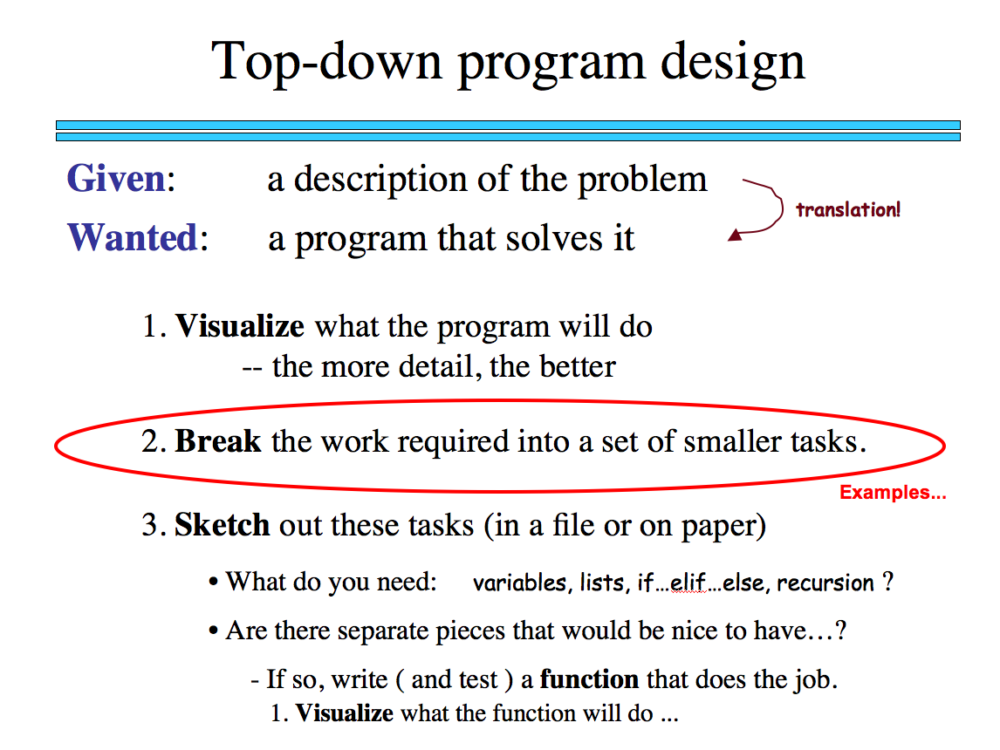 Top-down program design
Given: a description of the problem
translation!
Wanted: a program that solves it
1. Visualize what the program will do
-- the more detail, the better
2. Break the work required into a set of smaller tasks.
Examples...
3. Sketch out these tasks (in a file or on paper)
• What do you need: variables, lists, if…elif…else, recursion ?
• Are there separate pieces that would be nice to have…?
- If so, write ( and test ) a function that does the job.
1. Visualize what the function will do ...